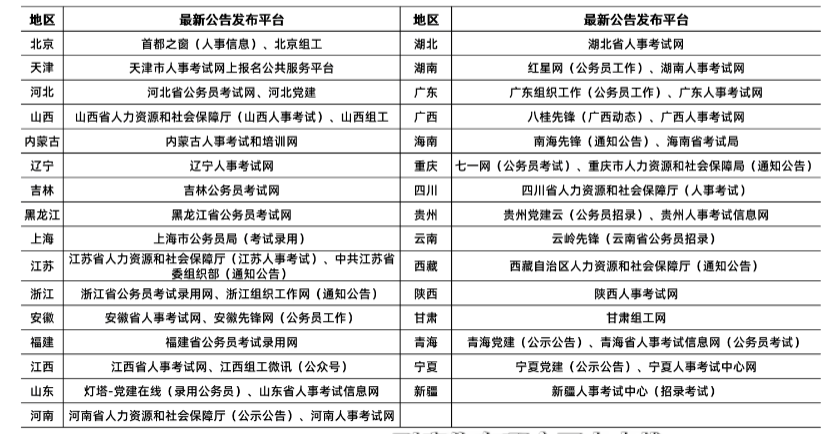 地区 最新公告发布平台 地区 最新公告发布平台
北京 首都之窗（人事信息）、北京组工 湖北 湖北省人事考试网
天津 天津市人事考试网上报名公共服务平台 湖南 红星网（公务员工作）、湖南人事考试网
河北 河北省公务员考试网、河北党建 广东 广东组织工作（公务员工作）、广东人事考试网
山西 山西省人力资源和社会保障厅（山西人事考试）、山西组工 广西 八桂先锋（广西动态）、广西人事考试网
内蒙古 内蒙古人事考试和培训网 海南 南海先锋（通知公告）、海南省考试局
辽宁 辽宁人事考试网 重庆 七一网（公务员考试）、重庆市人力资源和社会保障局（通知公告）
吉林 吉林公务员考试网 四川 四川省人力资源和社会保障厅（人事考试）
黑龙江 黑龙江省公务员考试网 贵州 贵州党建云（公务员招录）、贵州人事考试信息网
上海 上海市公务员局（考试录用） 云南 云岭先锋（云南省公务员招录）
江苏 江苏省人力资源和社会保障厅（江苏人事考试）、中共江苏省
委组织部（通知公告） 西藏 西藏自治区人力资源和社会保障厅（通知公告）
浙江 浙江省公务员考试录用网、浙江组织工作网（通知公告） 陕西 陕西人事考试网
安徽 安徽省人事考试网、安徽先锋网（公务员工作） 甘肃 甘肃组工网
福建 福建省公务员考试录用网 青海 青海党建（公示公告）、青海省人事考试信息网（公务员考试）
江西 江西省人事考试网、江西组工微讯（公众号） 宁夏 宁夏党建（公示公告）、宁夏人事考试中心网
山东 灯塔-党建在线（录用公务员）、山东省人事考试信息网 新疆 新疆人事考试中心（招录考试）
河南 河南省人力资源和社会保障厅（公示公告）、河南人事考试网